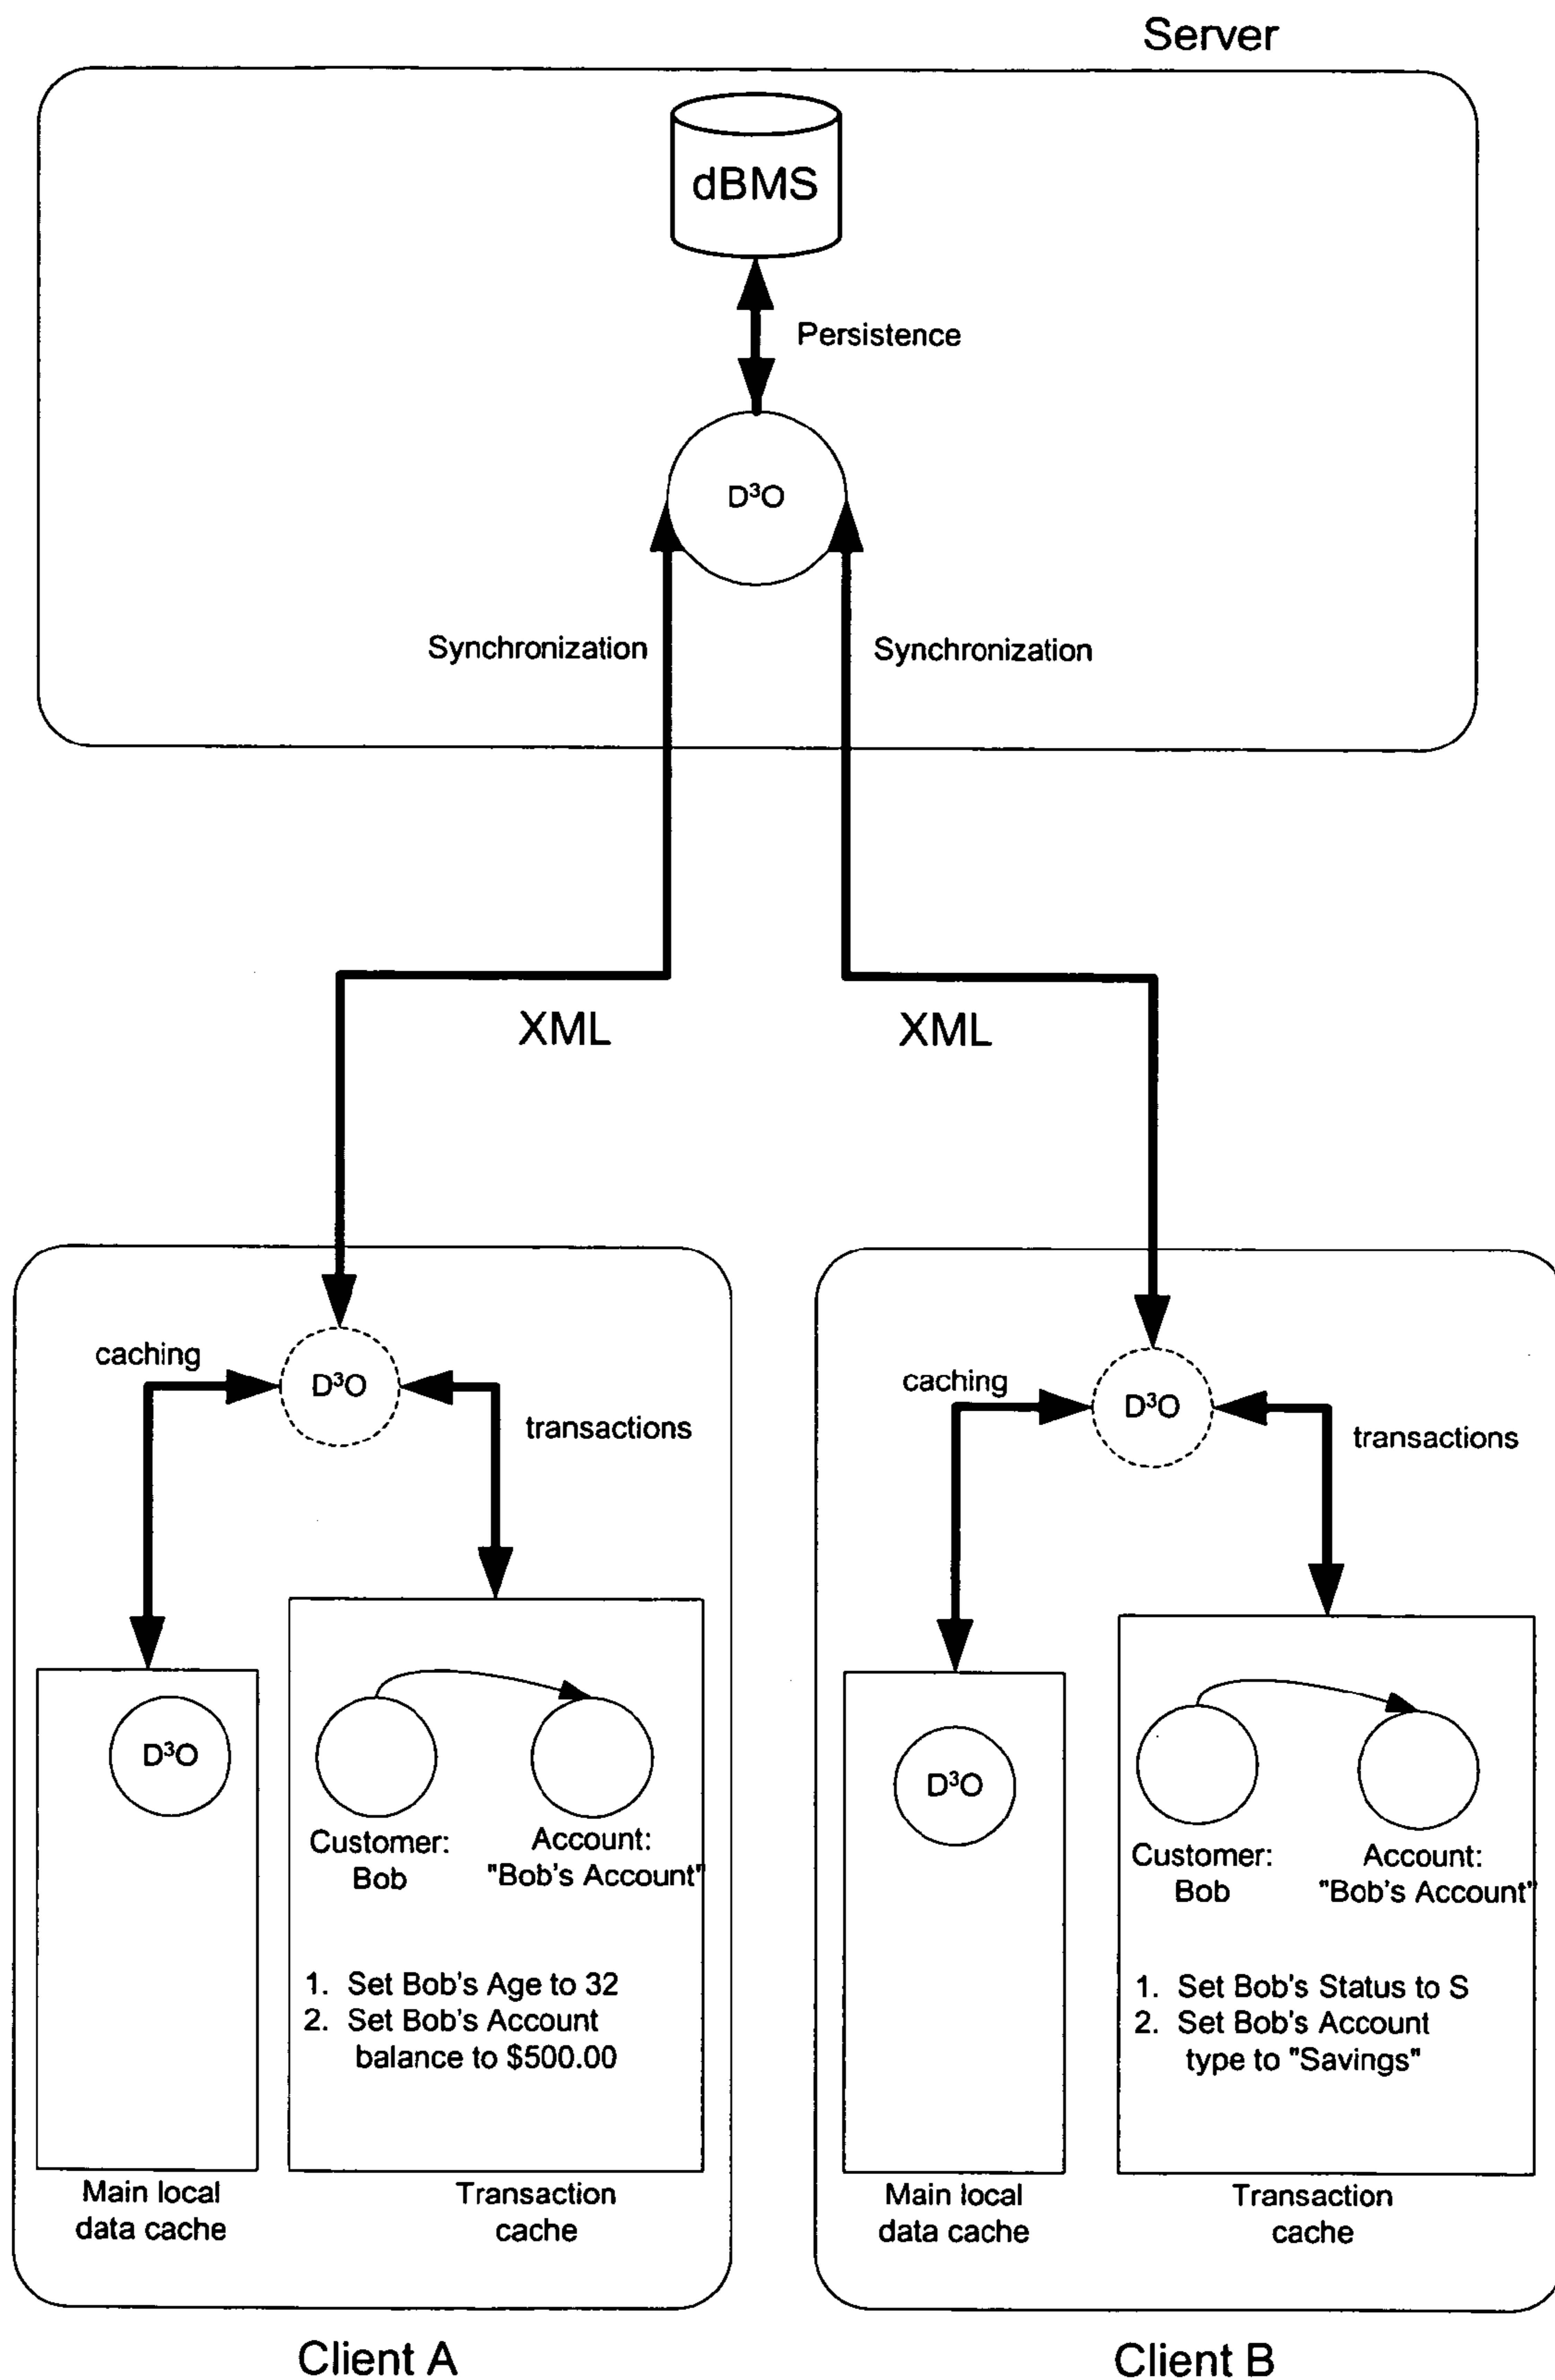 Server
dBMS
Persistence
D³O
Synchronization
Synchronization
XML
XML
caching
D³O
transactions
D³O
Customer:
Bob
Account:
"Bob's Account"
1. Set Bob's Age to 32
2. Set Bob's Account
balance to $500.00
Main local
data cache
Transaction
cache
Client A
caching
D³O
transactions
D³O
Customer:
Bob
Account:
"Bob's Account"
1. Set Bob's Status to S
2. Set Bob's Account
type to "Savings"
Main local
data cache
Transaction
cache
Client B